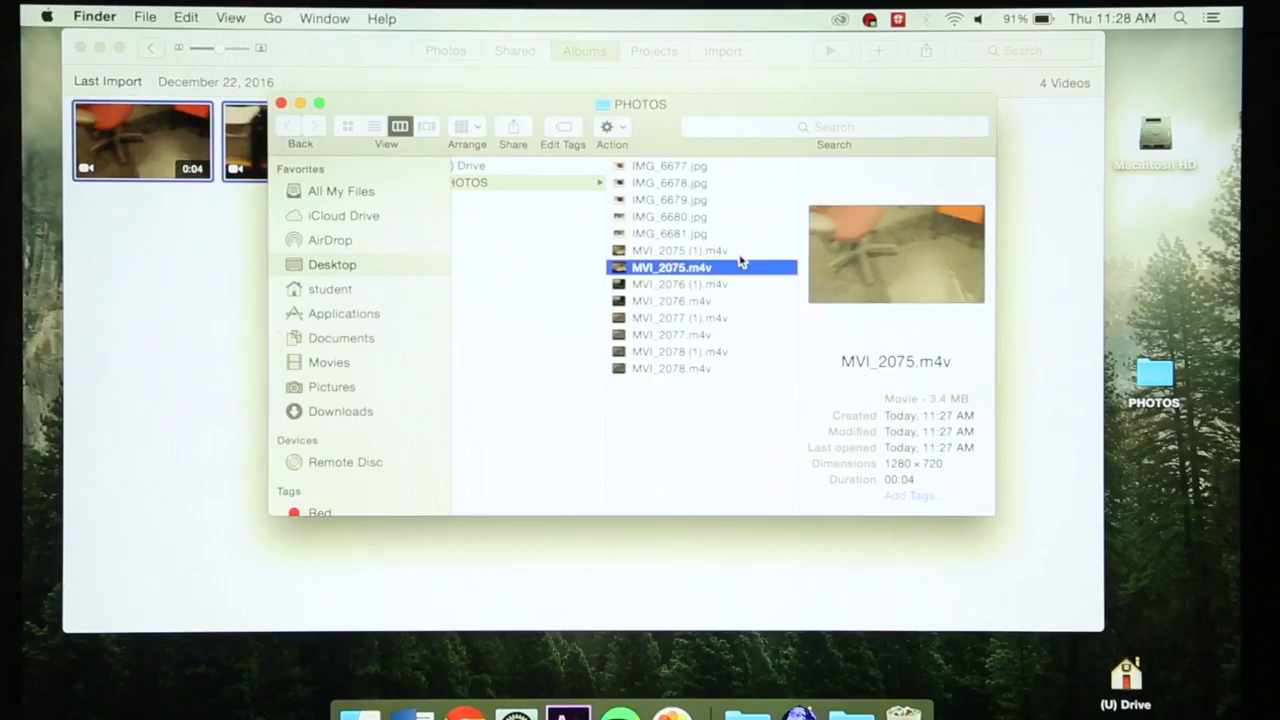 Finder File Edit View Go Window Help 91% Thu 11:28 AM
Photos Shared Albums Projects Import Search
Last Import December 22, 2016 4 Videos
PHOTOS
Search
Back View Arrange Share Edit Tags Action Search
0:04
Favorites
All My Files
iCloud Drive
AirDrop
Desktop
student
Applications
Documents
Movies
Pictures
Downloads
Devices
Remote Disc
Tags
Red
) Drive
HOTOS
IMG_6677.jpg
IMG_6678.jpg
IMG_6679.jpg
IMG_6680.jpg
IMG_6681.jpg
MVI_2075 (1).m4v
MVI_2075.m4v
MVI_2076 (1).m4v
MVI_2076.m4v
MVI_2077 (1).m4v
MVI_2077.m4v
MVI_2078 (1).m4v
MVI_2078.m4v
MVI_2075.m4v
Movie - 3.4 MB
Created Today, 11:27 AM
Modified Today, 11:27 AM
Last opened Today, 11:27 AM
Dimensions 1280 × 720
Duration 00:04
Add Tags...
Macintosh HD
PHOTOS
(U) Drive